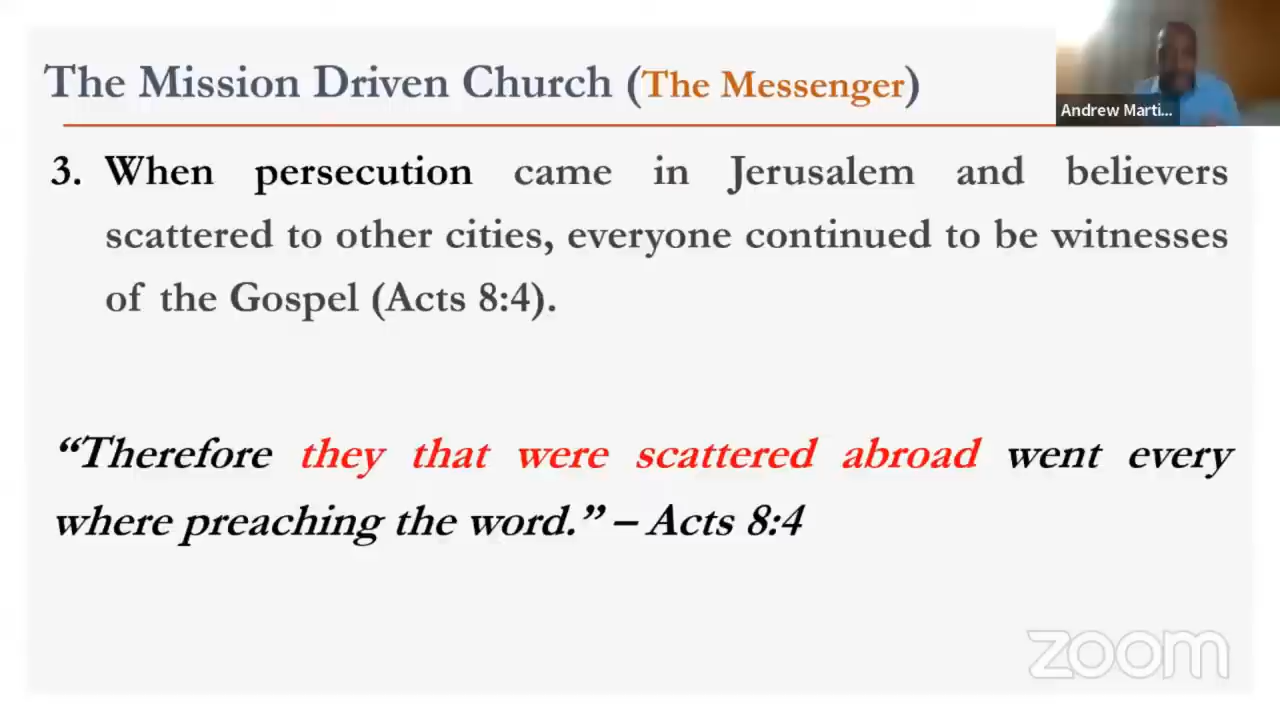 The Mission Driven Church (The Messenger)
Andrew Marti...
3. When persecution came in Jerusalem and believers
scattered to other cities, everyone continued to be witnesses
of the Gospel (Acts 8:4).
“Therefore they that were scattered abroad went every
where preaching the word.” – Acts 8:4
zoom